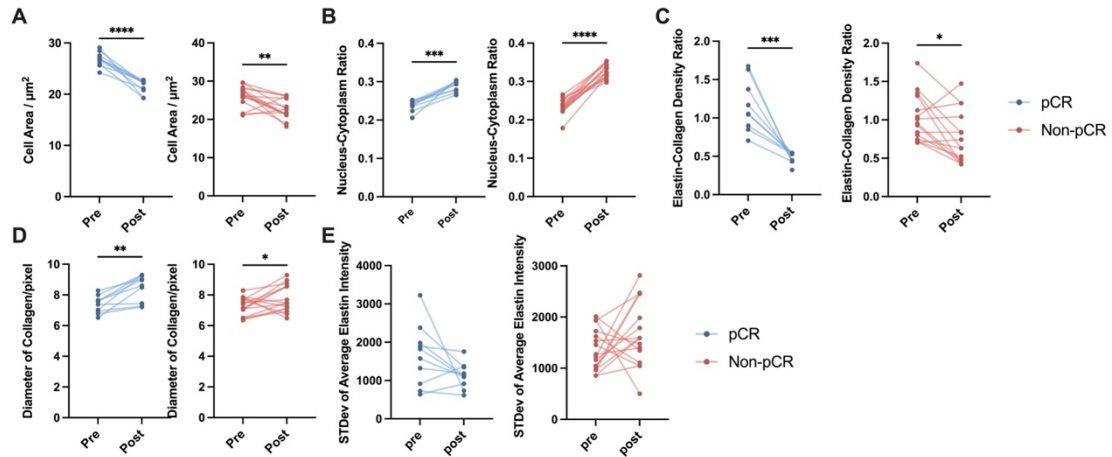 A
Cell Area / μm²
30
20
10
0
****
Pre
Post
Cell Area / μm²
40
30
20
10
0
**
Pre
Post
B
Nucleus-Cytoplasm Ratio
0.4
0.3
0.2
0.1
0.0
***
Pre
Post
Nucleus-Cytoplasm Ratio
0.4
0.3
0.2
0.1
0.0
****
Pre
Post
C
Elastin-Collagen Density Ratio
2.0
1.5
1.0
0.5
0.0
***
Pre
Post
Elastin-Collagen Density Ratio
2.0
1.5
1.0
0.5
0.0
*
Pre
Post
pCR
Non-pCR
D
Diameter of Collagen/pixel
10
8
6
4
2
0
**
Pre
Post
Diameter of Collagen/pixel
10
8
6
4
2
0
*
Pre
Post
E
STDev of Average Elastin Intensity
4000
3000
2000
1000
0
pre
post
STDev of Average Elastin Intensity
3000
2000
1000
0
pre
post
pCR
Non-pCR